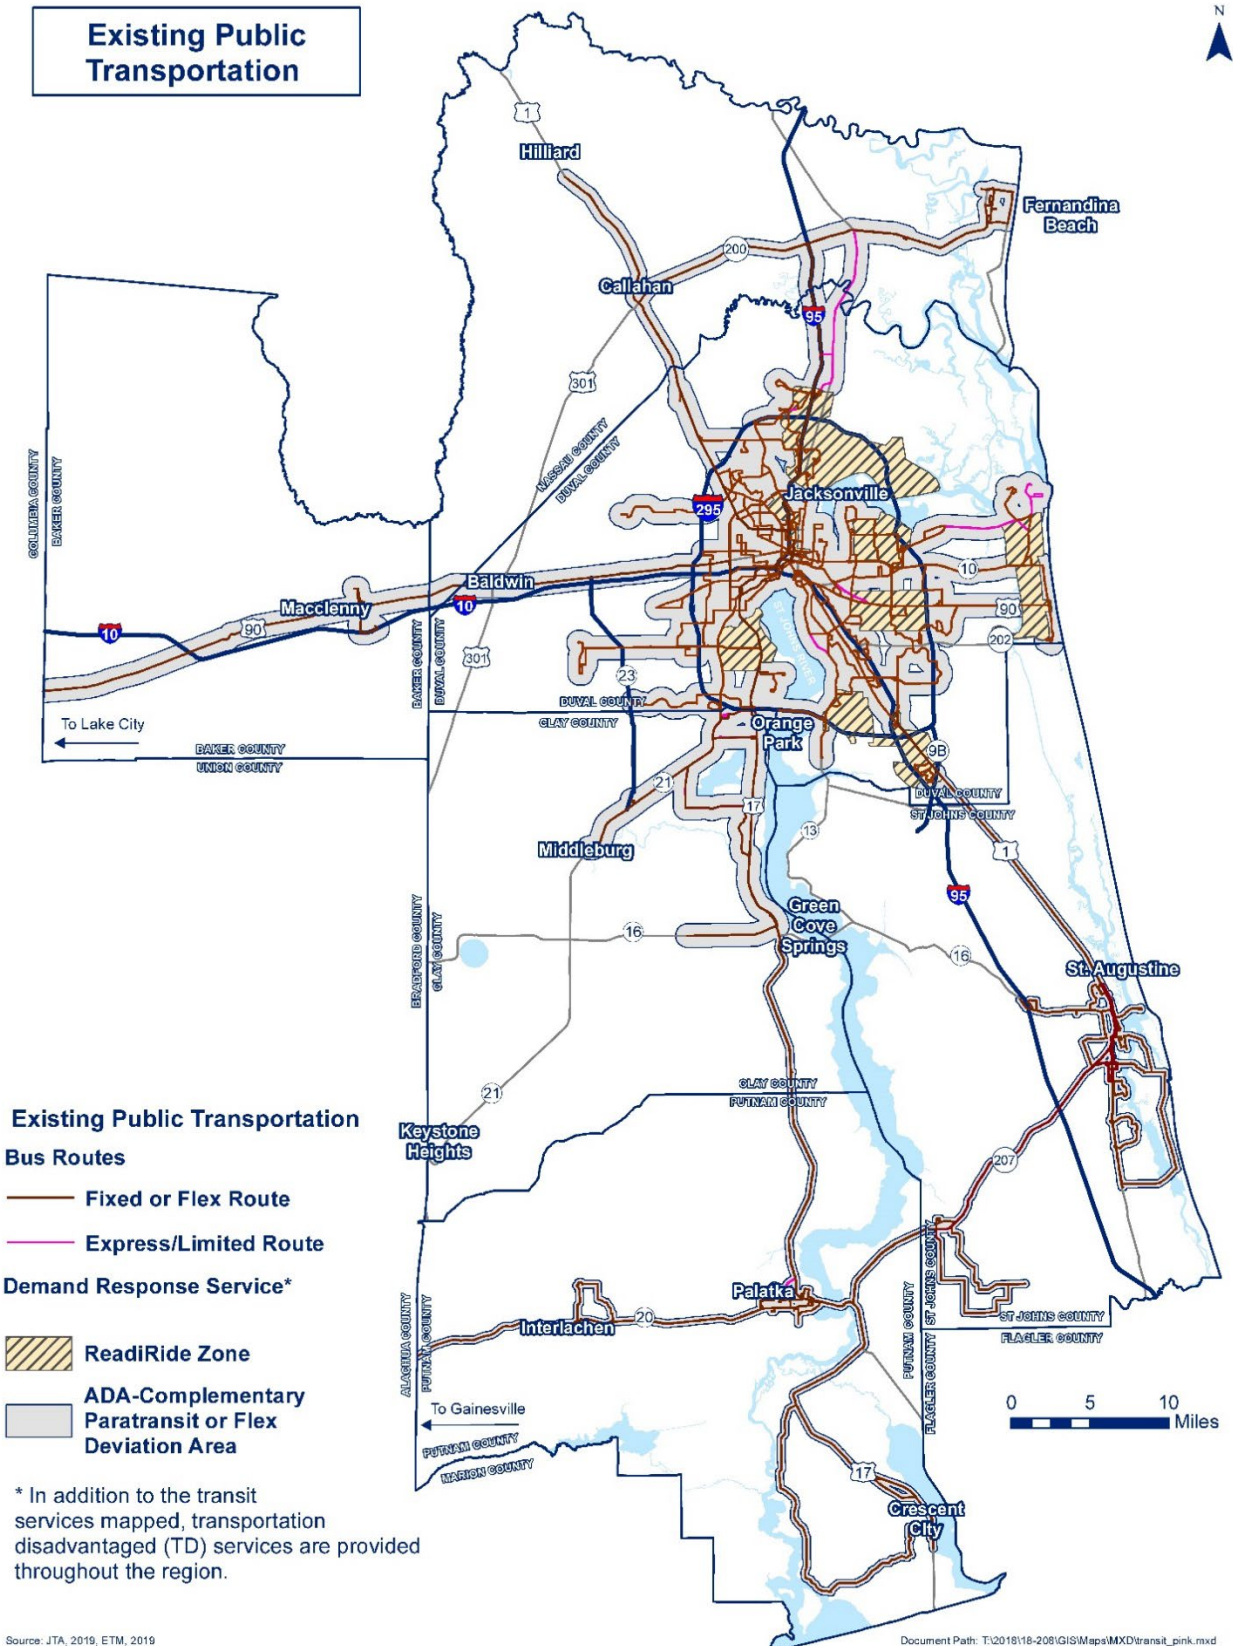 Existing Public
Transportation
N
1
Hilliard
Fernandina
Beach
200
Callahan
95
301
NASSAU COUNTY
DUVAL COUNTY
COLUMBIA COUNTY
BAKER COUNTY
Jacksonville
295
10
Baldwin
Macclenny
10
90
10
90
202
ST JOHNS RIVER
301
BAKER COUNTY
DUVAL COUNTY
23
To Lake City
DUVAL COUNTY
CLAY COUNTY
Orange
Park
BAKER COUNTY
UNION COUNTY
9B
21
17
DUVAL COUNTY
ST JOHNS COUNTY
13
1
Middleburg
95
BRADFORD COUNTY
CLAY COUNTY
Green
Cove
Springs
16
16
St. Augustine
21
CLAY COUNTY
PUTNAM COUNTY
Keystone
Heights
207
Existing Public Transportation
Bus Routes
Fixed or Flex Route
Express/Limited Route
Demand Response Service*
ReadiRide Zone
ADA-Complementary
Paratransit or Flex
Deviation Area
* In addition to the transit
services mapped, transportation
disadvantaged (TD) services are provided
throughout the region.
Palatka
Interlachen
20
ALACHUA COUNTY
PUTNAM COUNTY
PUTNAM COUNTY
ST JOHNS COUNTY
FLAGLER COUNTY
ST JOHNS COUNTY
FLAGLER COUNTY
To Gainesville
PUTNAM COUNTY
MARION COUNTY
0 5 10
Miles
17
Crescent
City
Source: JTA, 2019, ETM, 2019
Document Path: T:\2018\18-208\GIS\Maps\MXD\transit_pink.mxd